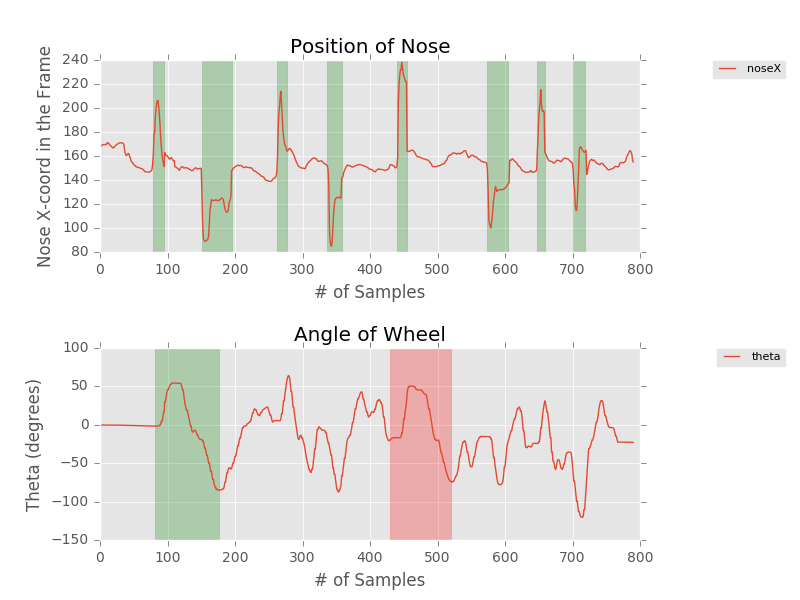 Position of Nose
noseX
Nose X-coord in the Frame
240
220
200
180
160
140
120
100
80
0 100 200 300 400 500 600 700 800
# of Samples
Angle of Wheel
theta
Theta (degrees)
100
50
0
−50
−100
−150
0 100 200 300 400 500 600 700 800
# of Samples